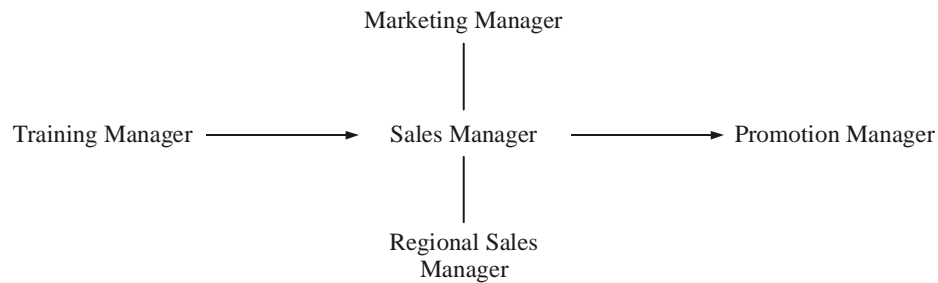 Marketing Manager
Training Manager
Sales Manager
Promotion Manager
Regional Sales
Manager